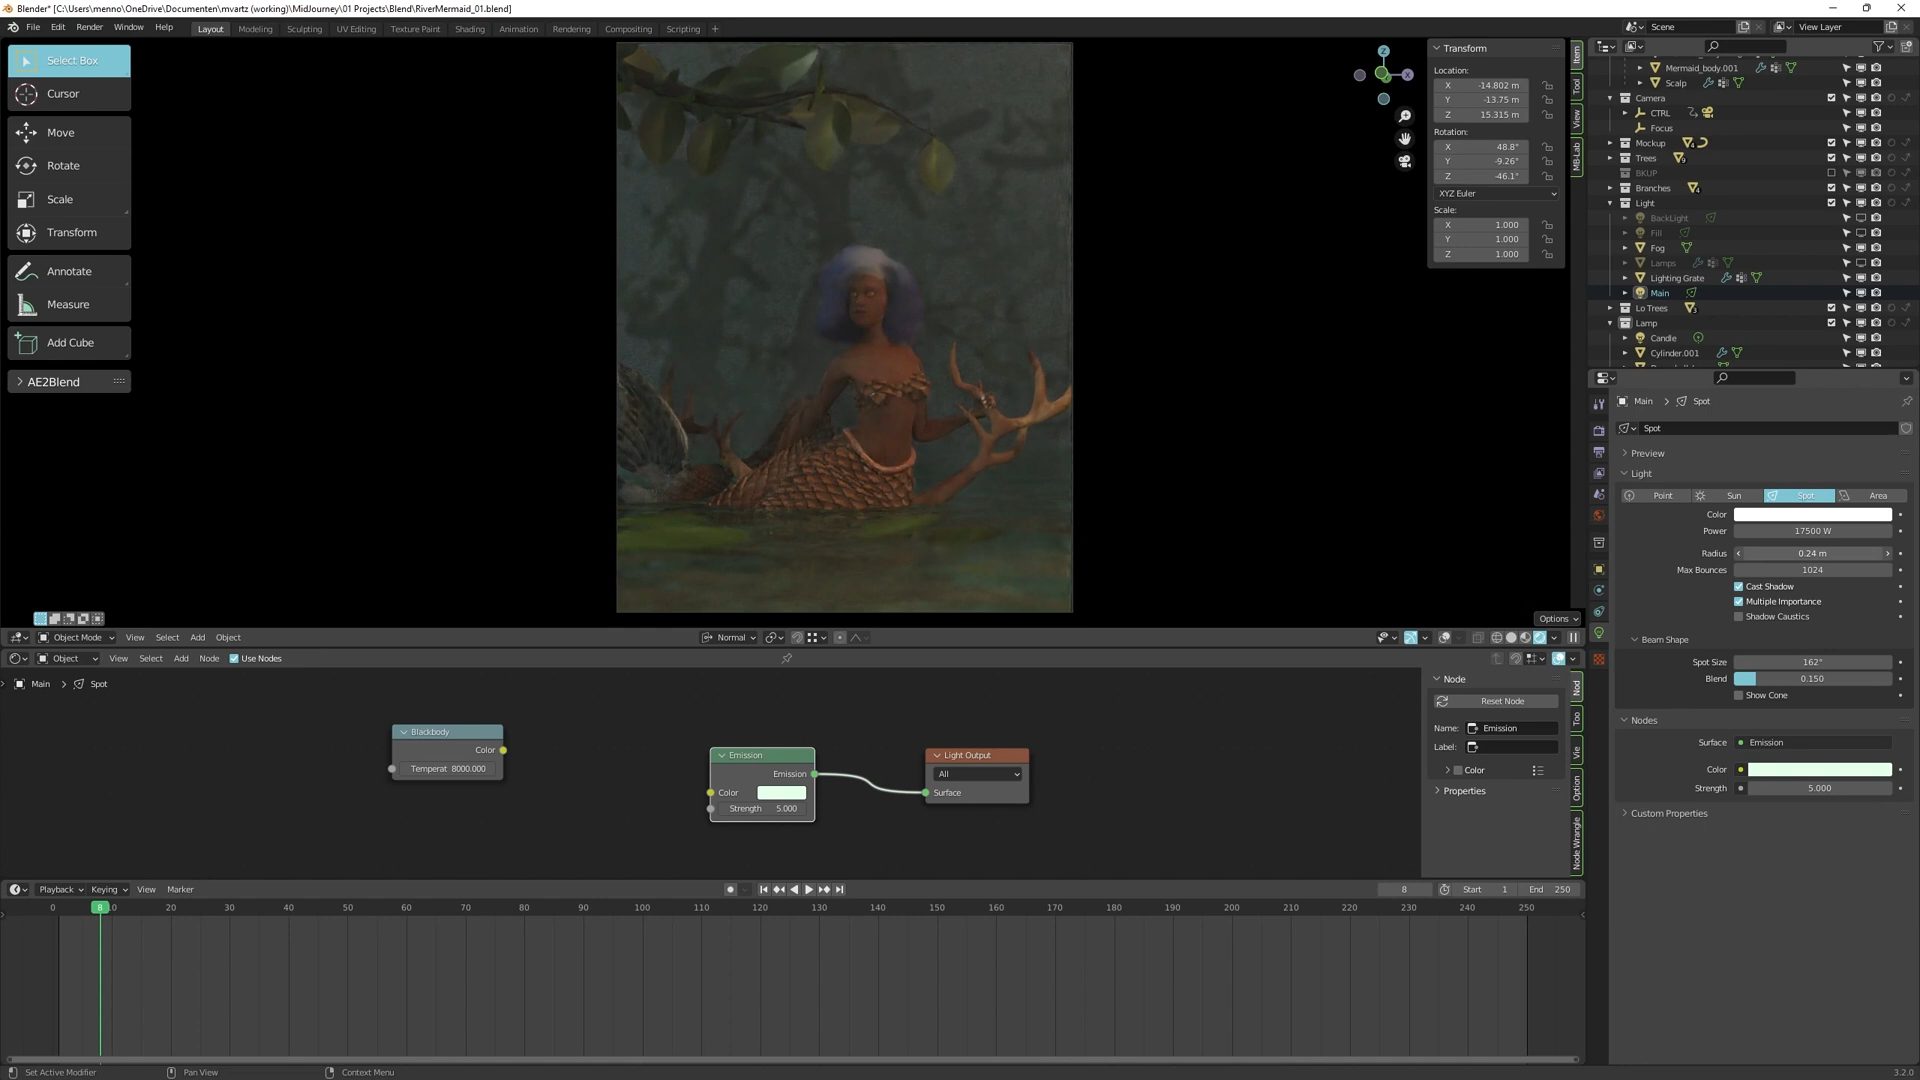 Blender* [C:\Users\menno\OneDrive\Documenten\mvartz (working)\MidJourney\01 Projects\Blend\RiverMermaid_01.blend]
File Edit Render Window Help Layout Modeling Sculpting UV Editing Texture Paint Shading Animation Rendering Compositing Scripting + Scene View Layer
Select Box
Cursor
Move
Rotate
Scale
Transform
Annotate
Measure
Add Cube
AE2Blend
Z
X
Transform
Location:
X -14.802 m
Y -13.75 m
Z 15.315 m
Rotation:
X 48.8°
Y -9.26°
Z -46.1°
XYZ Euler
Scale:
X 1.000
Y 1.000
Z 1.000
Item
Tool
View
MB-Lab
Options
Mermaid_body.001
Scalp
Camera
CTRL
Focus
Mockup
Trees
BKUP
Branches
Light
BackLight
Fill
Fog
Lamps
Lighting Grate
Main
Lo Trees
Lamp
Candle
Cylinder.001
Main > Spot
Spot
Preview
Light
Point Sun Spot Area
Color
Power 17500 W
Radius 0.24 m
Max Bounces 1024
Cast Shadow
Multiple Importance
Shadow Caustics
Beam Shape
Spot Size 162°
Blend 0.150
Show Cone
Nodes
Surface Emission
Color
Strength 5.000
Custom Properties
Object Mode View Select Add Object Normal
Object View Select Add Node Use Nodes
Main > Spot
Blackbody
Color
Temperat 8000.000
Emission
Emission
Color
Strength 5.000
Light Output
All
Surface
Node
Reset Node
Name: Emission
Label:
Color
Properties
Nod
Too
Vie
Option
Node Wrangle
Playback Keying View Marker 8 Start 1 End 250
0 8 10 20 30 40 50 60 70 80 90 100 110 120 130 140 150 160 170 180 190 200 210 220 230 240 250
Set Active Modifier Pan View Context Menu 3.2.0